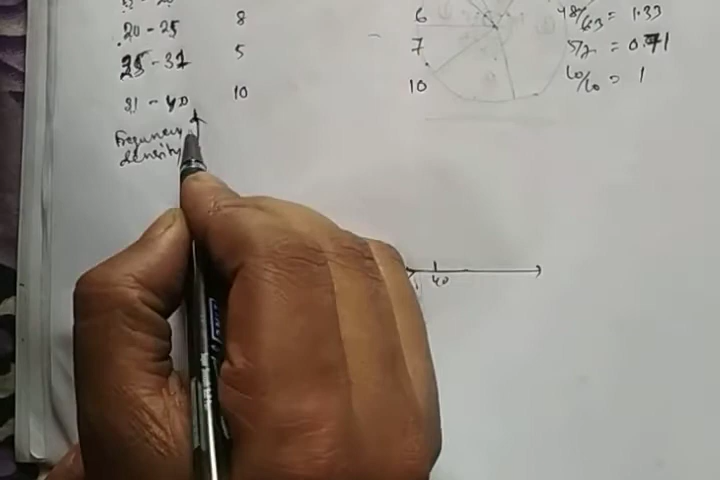 20 - 25 8 6 8/6 = 1.33
25 - 31 5 7 5/7 = 0.71
31 - 40 10 10 10/10 = 1
Frequency
density
40